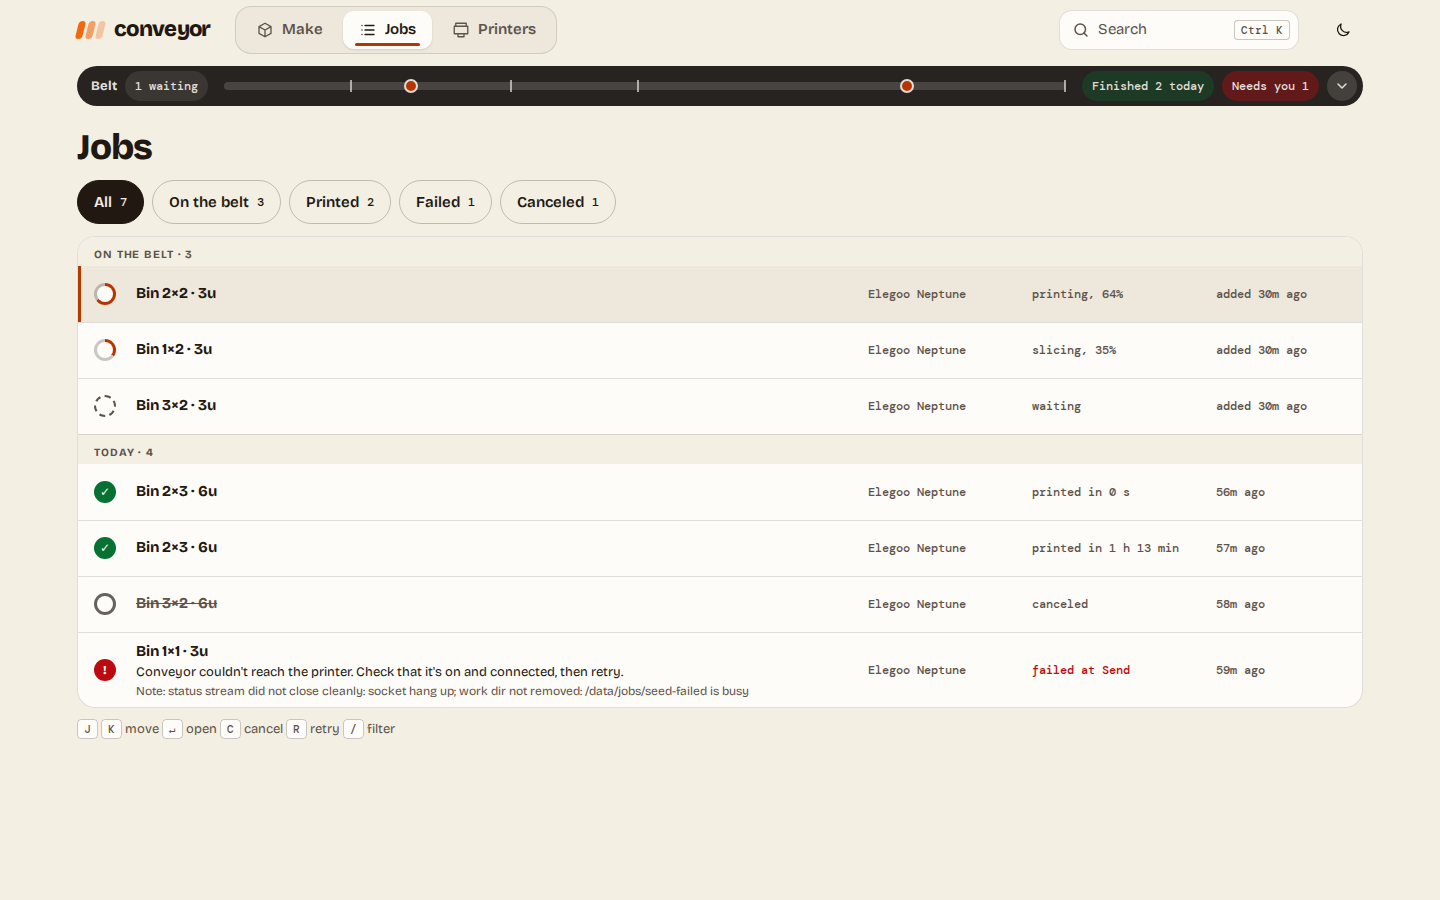 conveyor
Make
Jobs
Printers
Search
Ctrl K
Belt
1 waiting
Finished 2 today
Needs you 1
Jobs
All 7
On the belt 3
Printed 2
Failed 1
Canceled 1
ON THE BELT · 3
Bin 2×2 · 3u
Elegoo Neptune
printing, 64%
added 30m ago
Bin 1×2 · 3u
Elegoo Neptune
slicing, 35%
added 30m ago
Bin 3×2 · 3u
Elegoo Neptune
waiting
added 30m ago
TODAY · 4
Bin 2×3 · 6u
Elegoo Neptune
printed in 0 s
56m ago
Bin 2×3 · 6u
Elegoo Neptune
printed in 1 h 13 min
57m ago
Bin 3×2 · 6u
Elegoo Neptune
canceled
58m ago
Bin 1×1 · 3u
Conveyor couldn't reach the printer. Check that it's on and connected, then retry.
Note: status stream did not close cleanly: socket hang up; work dir not removed: /data/jobs/seed-failed is busy
Elegoo Neptune
failed at Send
59m ago
J K move ↵ open C cancel R retry / filter